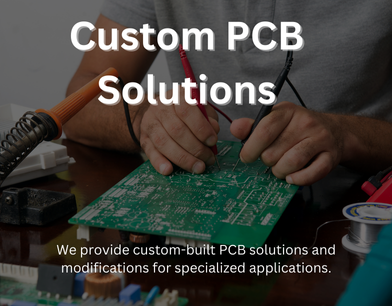 Custom PCB
Solutions
We provide custom-built PCB solutions and
modifications for specialized applications.